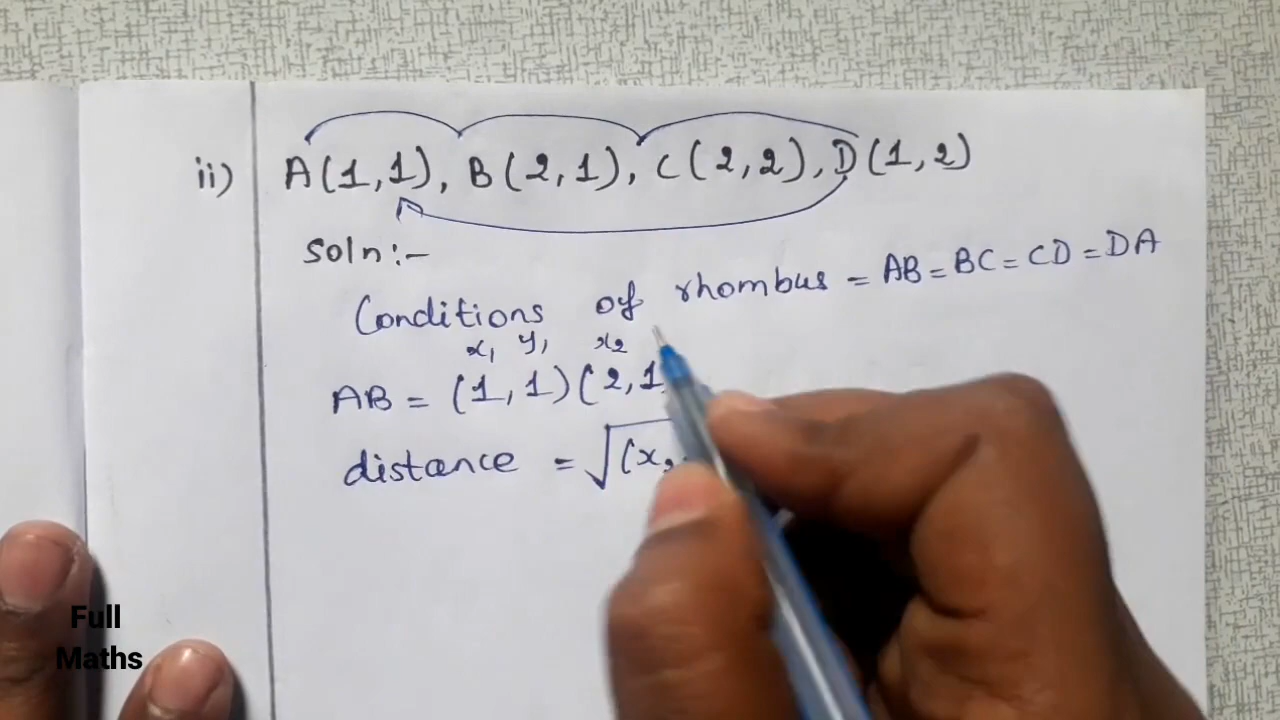 ii) A(1,1), B(2,1), C(2,2), D(1,2)
Soln:-
Conditions of rhombus = AB = BC = CD = DA
x₁ y₁ x₂
AB = (1,1)(2,1
distance = √(x₂
Full
Maths